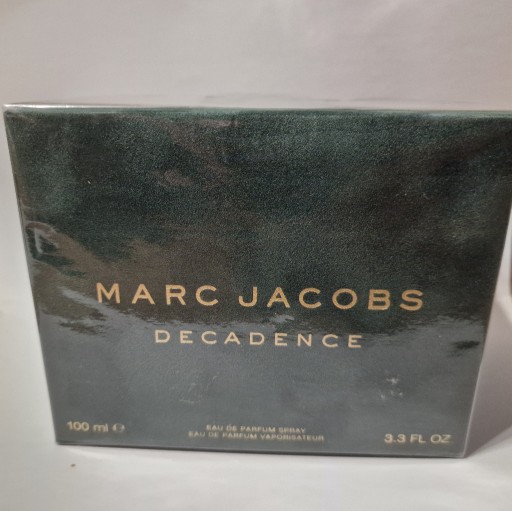 MARC JACOBS
DECADENCE
100 ml ℮
EAU DE PARFUM SPRAY
EAU DE PARFUM VAPORISATEUR
3.3 FL OZ